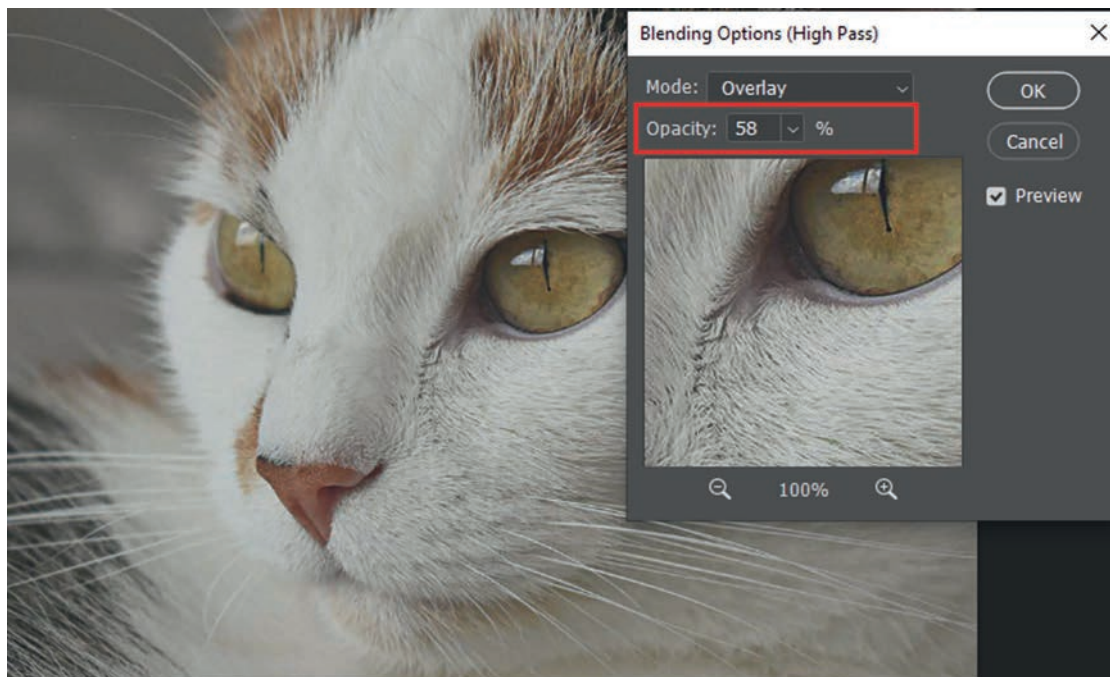 Blending Options (High Pass)
Mode: Overlay
OK
Opacity: 58 %
Cancel
Preview
100%